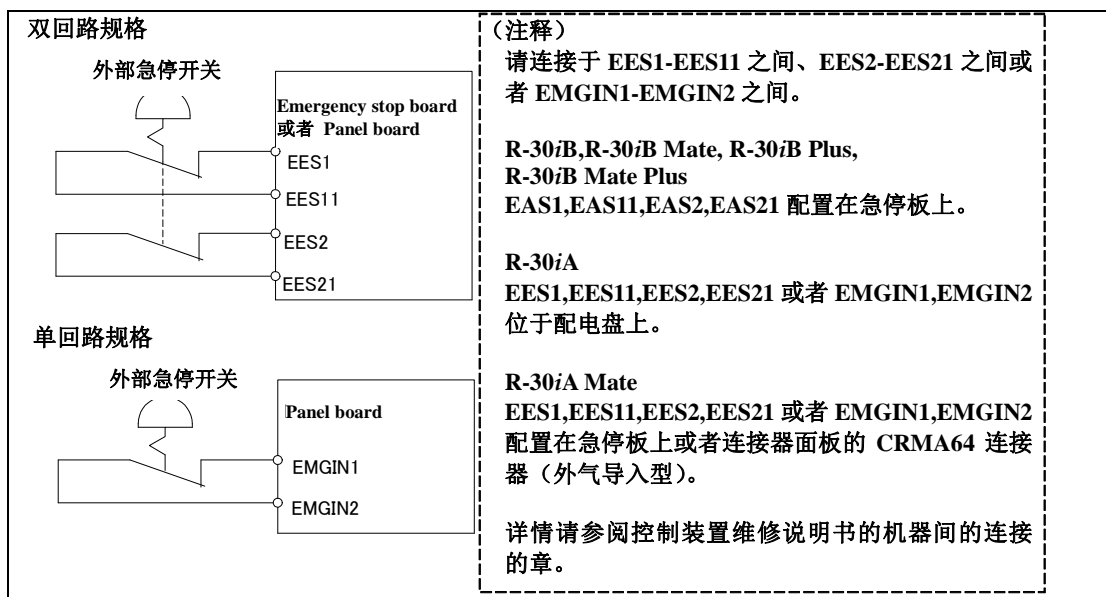 双回路规格
外部急停开关
Emergency stop board
或者 Panel board
EES1
EES11
EES2
EES21
单回路规格
外部急停开关
Panel board
EMGIN1
EMGIN2
（注释）
请连接于 EES1-EES11 之间、EES2-EES21 之间或
者 EMGIN1-EMGIN2 之间。
R-30iB,R-30iB Mate, R-30iB Plus,
R-30iB Mate Plus
EAS1,EAS11,EAS2,EAS21 配置在急停板上。
R-30iA
EES1,EES11,EES2,EES21 或者 EMGIN1,EMGIN2
位于配电盘上。
R-30iA Mate
EES1,EES11,EES2,EES21 或者 EMGIN1,EMGIN2
配置在急停板上或者连接器面板的 CRMA64 连接
器（外气导入型）。
详情请参阅控制装置维修说明书的机器间的连接
的章。